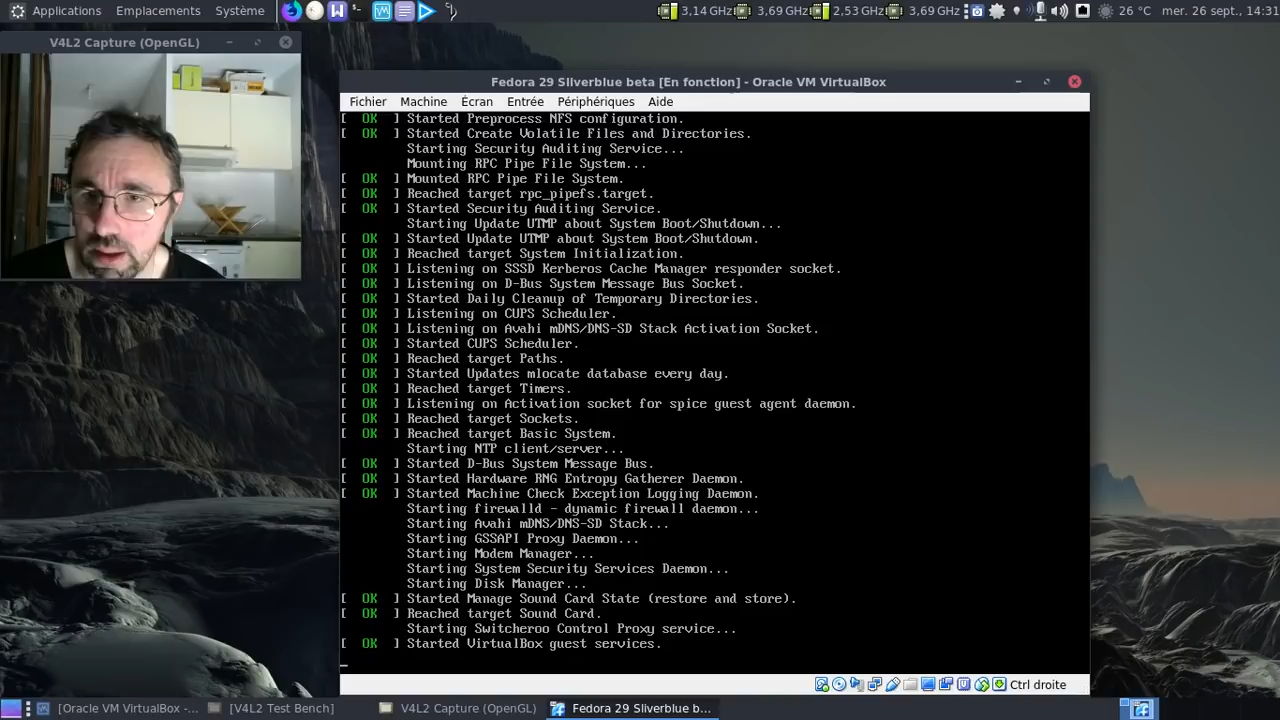 Applications Emplacements Système
3,14 GHz 3,69 GHz 2,53 GHz 3,69 GHz 26 °C mer. 26 sept., 14:31
V4L2 Capture (OpenGL)
Fedora 29 Silverblue beta [En fonction] - Oracle VM VirtualBox
Fichier Machine Écran Entrée Périphériques Aide
[ OK ] Started Preprocess NFS configuration.
[ OK ] Started Create Volatile Files and Directories.
Starting Security Auditing Service...
Mounting RPC Pipe File System...
[ OK ] Mounted RPC Pipe File System.
[ OK ] Reached target rpc_pipefs.target.
[ OK ] Started Security Auditing Service.
Starting Update UTMP about System Boot/Shutdown...
[ OK ] Started Update UTMP about System Boot/Shutdown.
[ OK ] Reached target System Initialization.
[ OK ] Listening on SSSD Kerberos Cache Manager responder socket.
[ OK ] Listening on D-Bus System Message Bus Socket.
[ OK ] Started Daily Cleanup of Temporary Directories.
[ OK ] Listening on CUPS Scheduler.
[ OK ] Listening on Avahi mDNS/DNS-SD Stack Activation Socket.
[ OK ] Started CUPS Scheduler.
[ OK ] Reached target Paths.
[ OK ] Started Updates mlocate database every day.
[ OK ] Reached target Timers.
[ OK ] Listening on Activation socket for spice guest agent daemon.
[ OK ] Reached target Sockets.
[ OK ] Reached target Basic System.
Starting NTP client/server...
[ OK ] Started D-Bus System Message Bus.
[ OK ] Started Hardware RNG Entropy Gatherer Daemon.
[ OK ] Started Machine Check Exception Logging Daemon.
Starting firewalld - dynamic firewall daemon...
Starting Avahi mDNS/DNS-SD Stack...
Starting GSSAPI Proxy Daemon...
Starting Modem Manager...
Starting System Security Services Daemon...
Starting Disk Manager...
[ OK ] Started Manage Sound Card State (restore and store).
[ OK ] Reached target Sound Card.
Starting Switcheroo Control Proxy service...
[ OK ] Started VirtualBox guest services.
Ctrl droite
[Oracle VM VirtualBox -... [V4L2 Test Bench] V4L2 Capture (OpenGL) Fedora 29 Silverblue b...